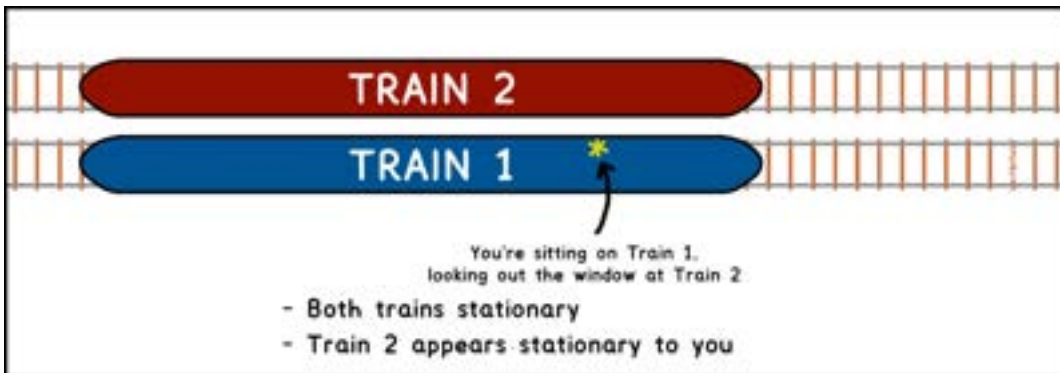 TRAIN 2
TRAIN 1
You're sitting on Train 1,
looking out the window at Train 2
- Both trains stationary
- Train 2 appears stationary to you